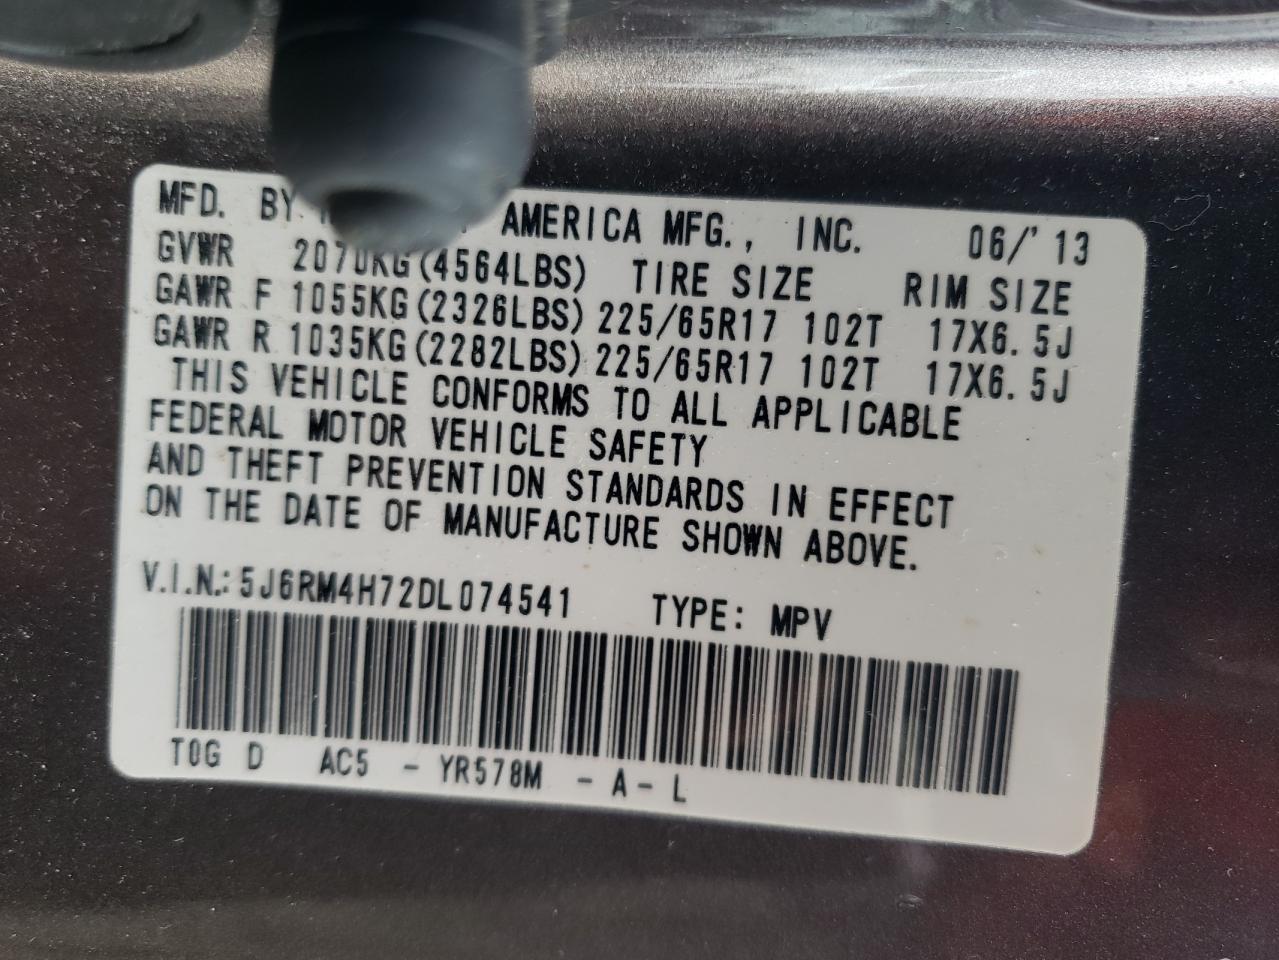 MFD. BY AMERICA MFG., INC. 06/'13
GVWR 2070KG(4564LBS) TIRE SIZE RIM SIZE
GAWR F 1055KG(2326LBS) 225/65R17 102T 17X6.5J
GAWR R 1035KG(2282LBS) 225/65R17 102T 17X6.5J
THIS VEHICLE CONFORMS TO ALL APPLICABLE
FEDERAL MOTOR VEHICLE SAFETY
AND THEFT PREVENTION STANDARDS IN EFFECT
ON THE DATE OF MANUFACTURE SHOWN ABOVE.
V.I.N.: 5J6RM4H72DL074541 TYPE: MPV
T0G D AC5 - YR578M - A - L